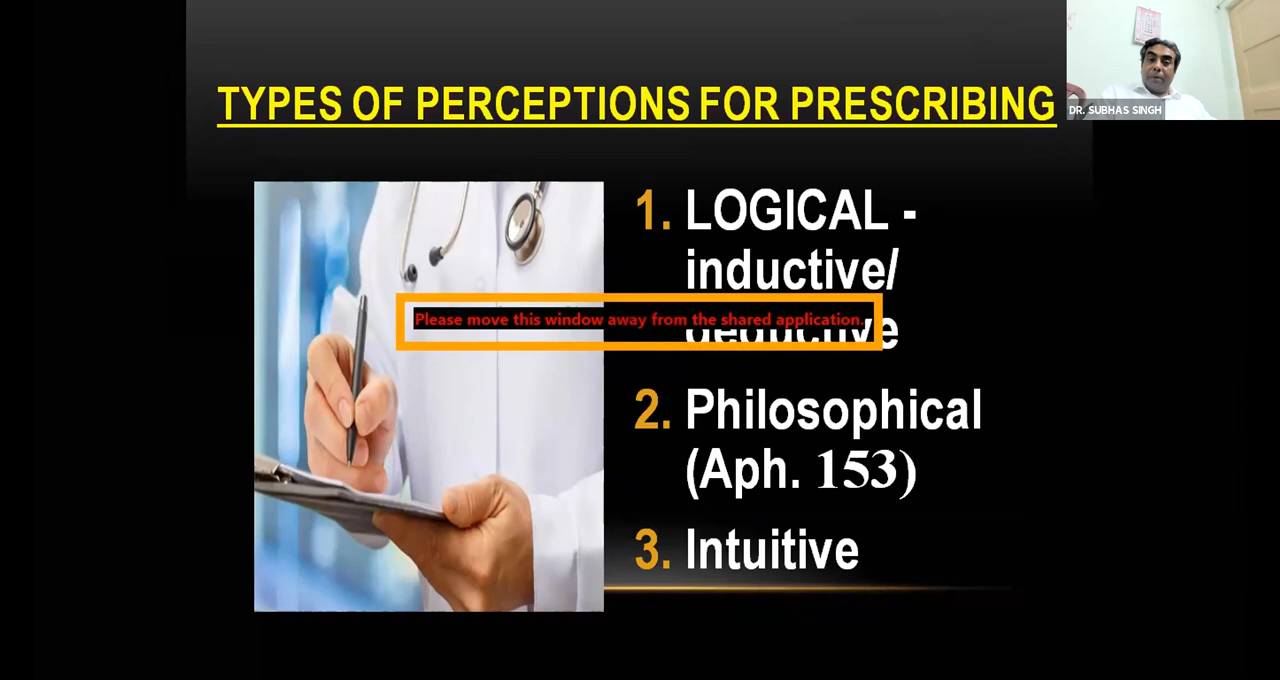 TYPES OF PERCEPTIONS FOR PRESCRIBING
DR. SUBHAS SINGH
1. LOGICAL -
inductive/
Please move this window away from the shared application.
deductive
2. Philosophical
(Aph. 153)
3. Intuitive